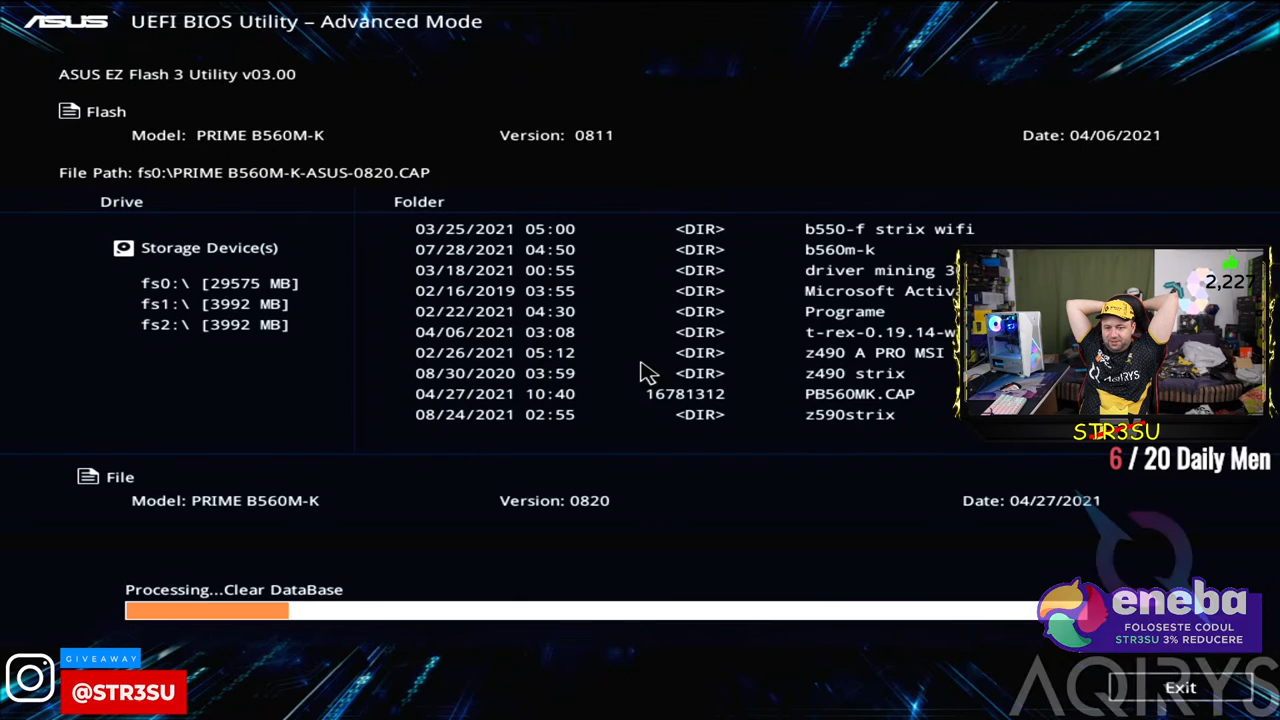 ASUS UEFI BIOS Utility – Advanced Mode
ASUS EZ Flash 3 Utility v03.00
Flash
Model: PRIME B560M-K Version: 0811 Date: 04/06/2021
File Path: fs0:\PRIME B560M-K-ASUS-0820.CAP
Drive Folder
Storage Device(s)
fs0:\ [29575 MB]
fs1:\ [3992 MB]
fs2:\ [3992 MB]
03/25/2021 05:00 <DIR> b550-f strix wifi
07/28/2021 04:50 <DIR> b560m-k
03/18/2021 00:55 <DIR> driver mining 3
02/16/2019 03:55 <DIR> Microsoft Activ
02/22/2021 04:30 <DIR> Programe
04/06/2021 03:08 <DIR> t-rex-0.19.14-w
02/26/2021 05:12 <DIR> z490 A PRO MSI
08/30/2020 03:59 <DIR> z490 strix
04/27/2021 10:40 16781312 PB560MK.CAP
08/24/2021 02:55 <DIR> z590strix
2,227
AQIRYS
STR3SU
6 / 20 Daily Men
File
Model: PRIME B560M-K Version: 0820 Date: 04/27/2021
Processing...Clear DataBase
eneba
FOLOSESTE CODUL
STR3SU 3% REDUCERE
GIVEAWAY
@STR3SU
AQIRYS
Exit